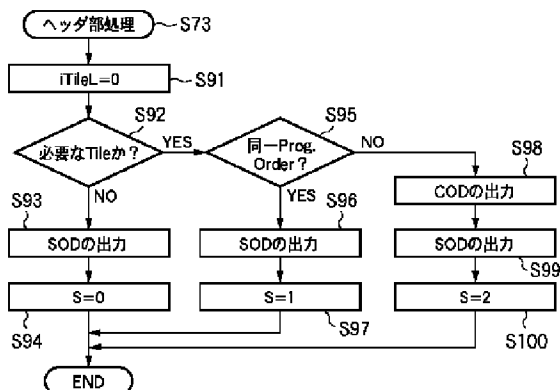 ヘッダ部処理
S73
iTileL=0
S91
S92
必要なTileか？
YES
NO
S95
同一Prog.
Order？
NO
YES
S93
SODの出力
S96
SODの出力
S98
CODの出力
SODの出力
S99
S=0
S94
S=1
S97
S=2
S100
END